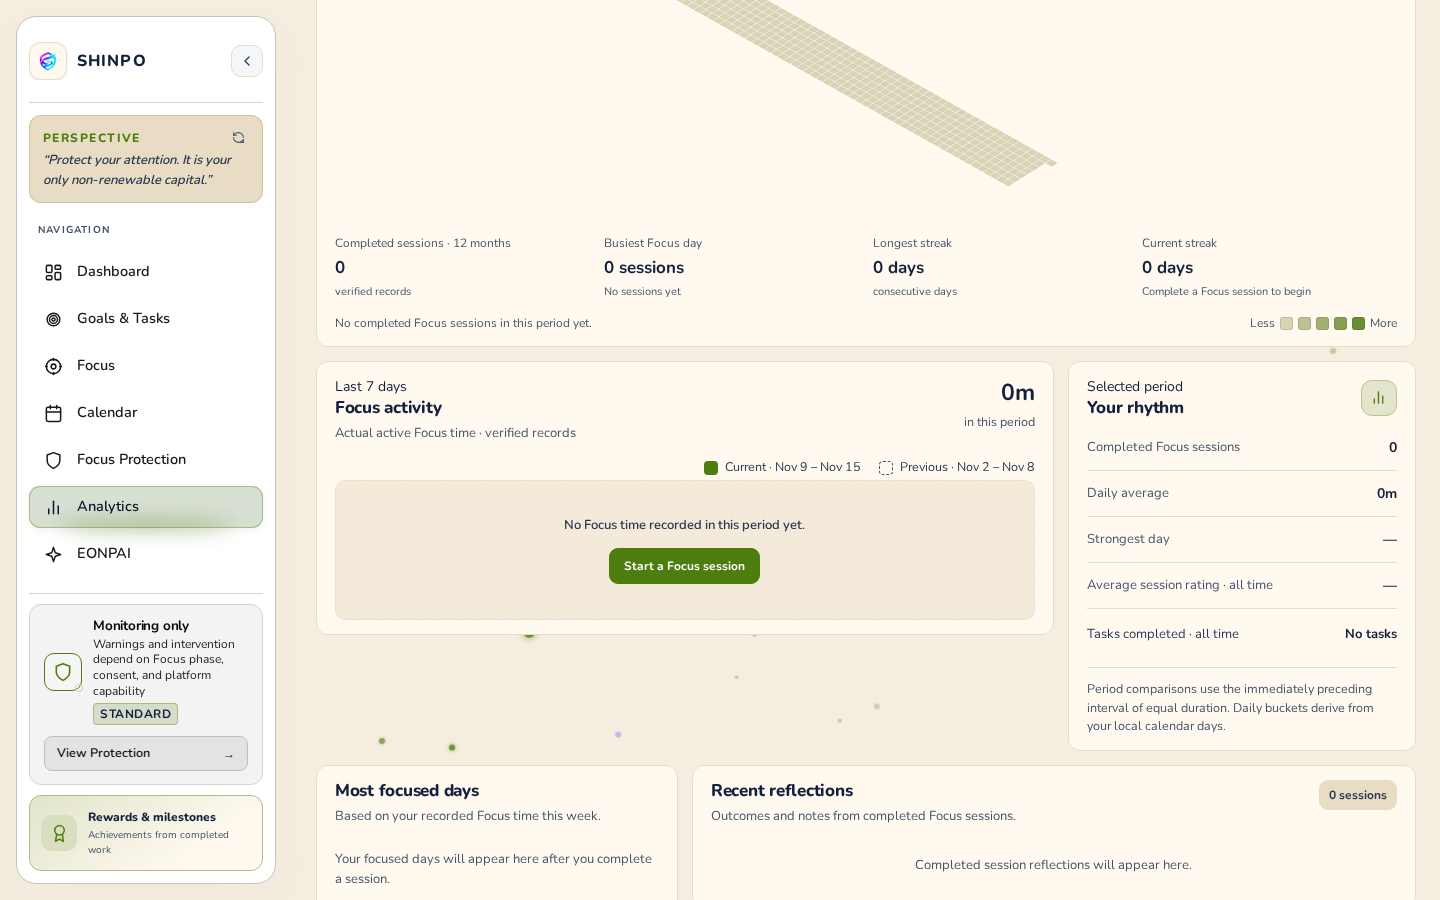 SHINPO
PERSPECTIVE
“Protect your attention. It is your
only non-renewable capital.”
NAVIGATION
Dashboard
Goals & Tasks
Focus
Calendar
Focus Protection
Analytics
EONPAI
Monitoring only
Warnings and intervention
depend on Focus phase,
consent, and platform
capability
STANDARD
View Protection →
Rewards & milestones
Achievements from completed
work
Completed sessions · 12 months
0
verified records
Busiest Focus day
0 sessions
No sessions yet
Longest streak
0 days
consecutive days
Current streak
0 days
Complete a Focus session to begin
No completed Focus sessions in this period yet.
Less
More
Last 7 days
Focus activity
Actual active Focus time · verified records
0m
in this period
Current · Nov 9 – Nov 15
Previous · Nov 2 – Nov 8
No Focus time recorded in this period yet.
Start a Focus session
Selected period
Your rhythm
Completed Focus sessions 0
Daily average 0m
Strongest day —
Average session rating · all time —
Tasks completed · all time No tasks
Period comparisons use the immediately preceding
interval of equal duration. Daily buckets derive from
your local calendar days.
Most focused days
Based on your recorded Focus time this week.
Your focused days will appear here after you complete
a session.
Recent reflections
Outcomes and notes from completed Focus sessions.
0 sessions
Completed session reflections will appear here.